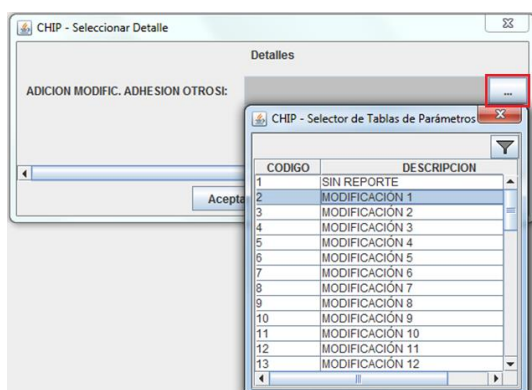 CHIP - Seleccionar Detalle
Detalles
ADICION MODIFIC. ADHESION OTROSI:
...
CHIP - Selector de Tablas de Parámetros
CODIGO DESCRIPCION
1 SIN REPORTE
2 MODIFICACIÓN 1
3 MODIFICACIÓN 2
4 MODIFICACIÓN 3
5 MODIFICACIÓN 4
6 MODIFICACIÓN 5
7 MODIFICACIÓN 6
8 MODIFICACIÓN 7
9 MODIFICACIÓN 8
10 MODIFICACIÓN 9
11 MODIFICACIÓN 10
12 MODIFICACIÓN 11
13 MODIFICACIÓN 12
Acepta